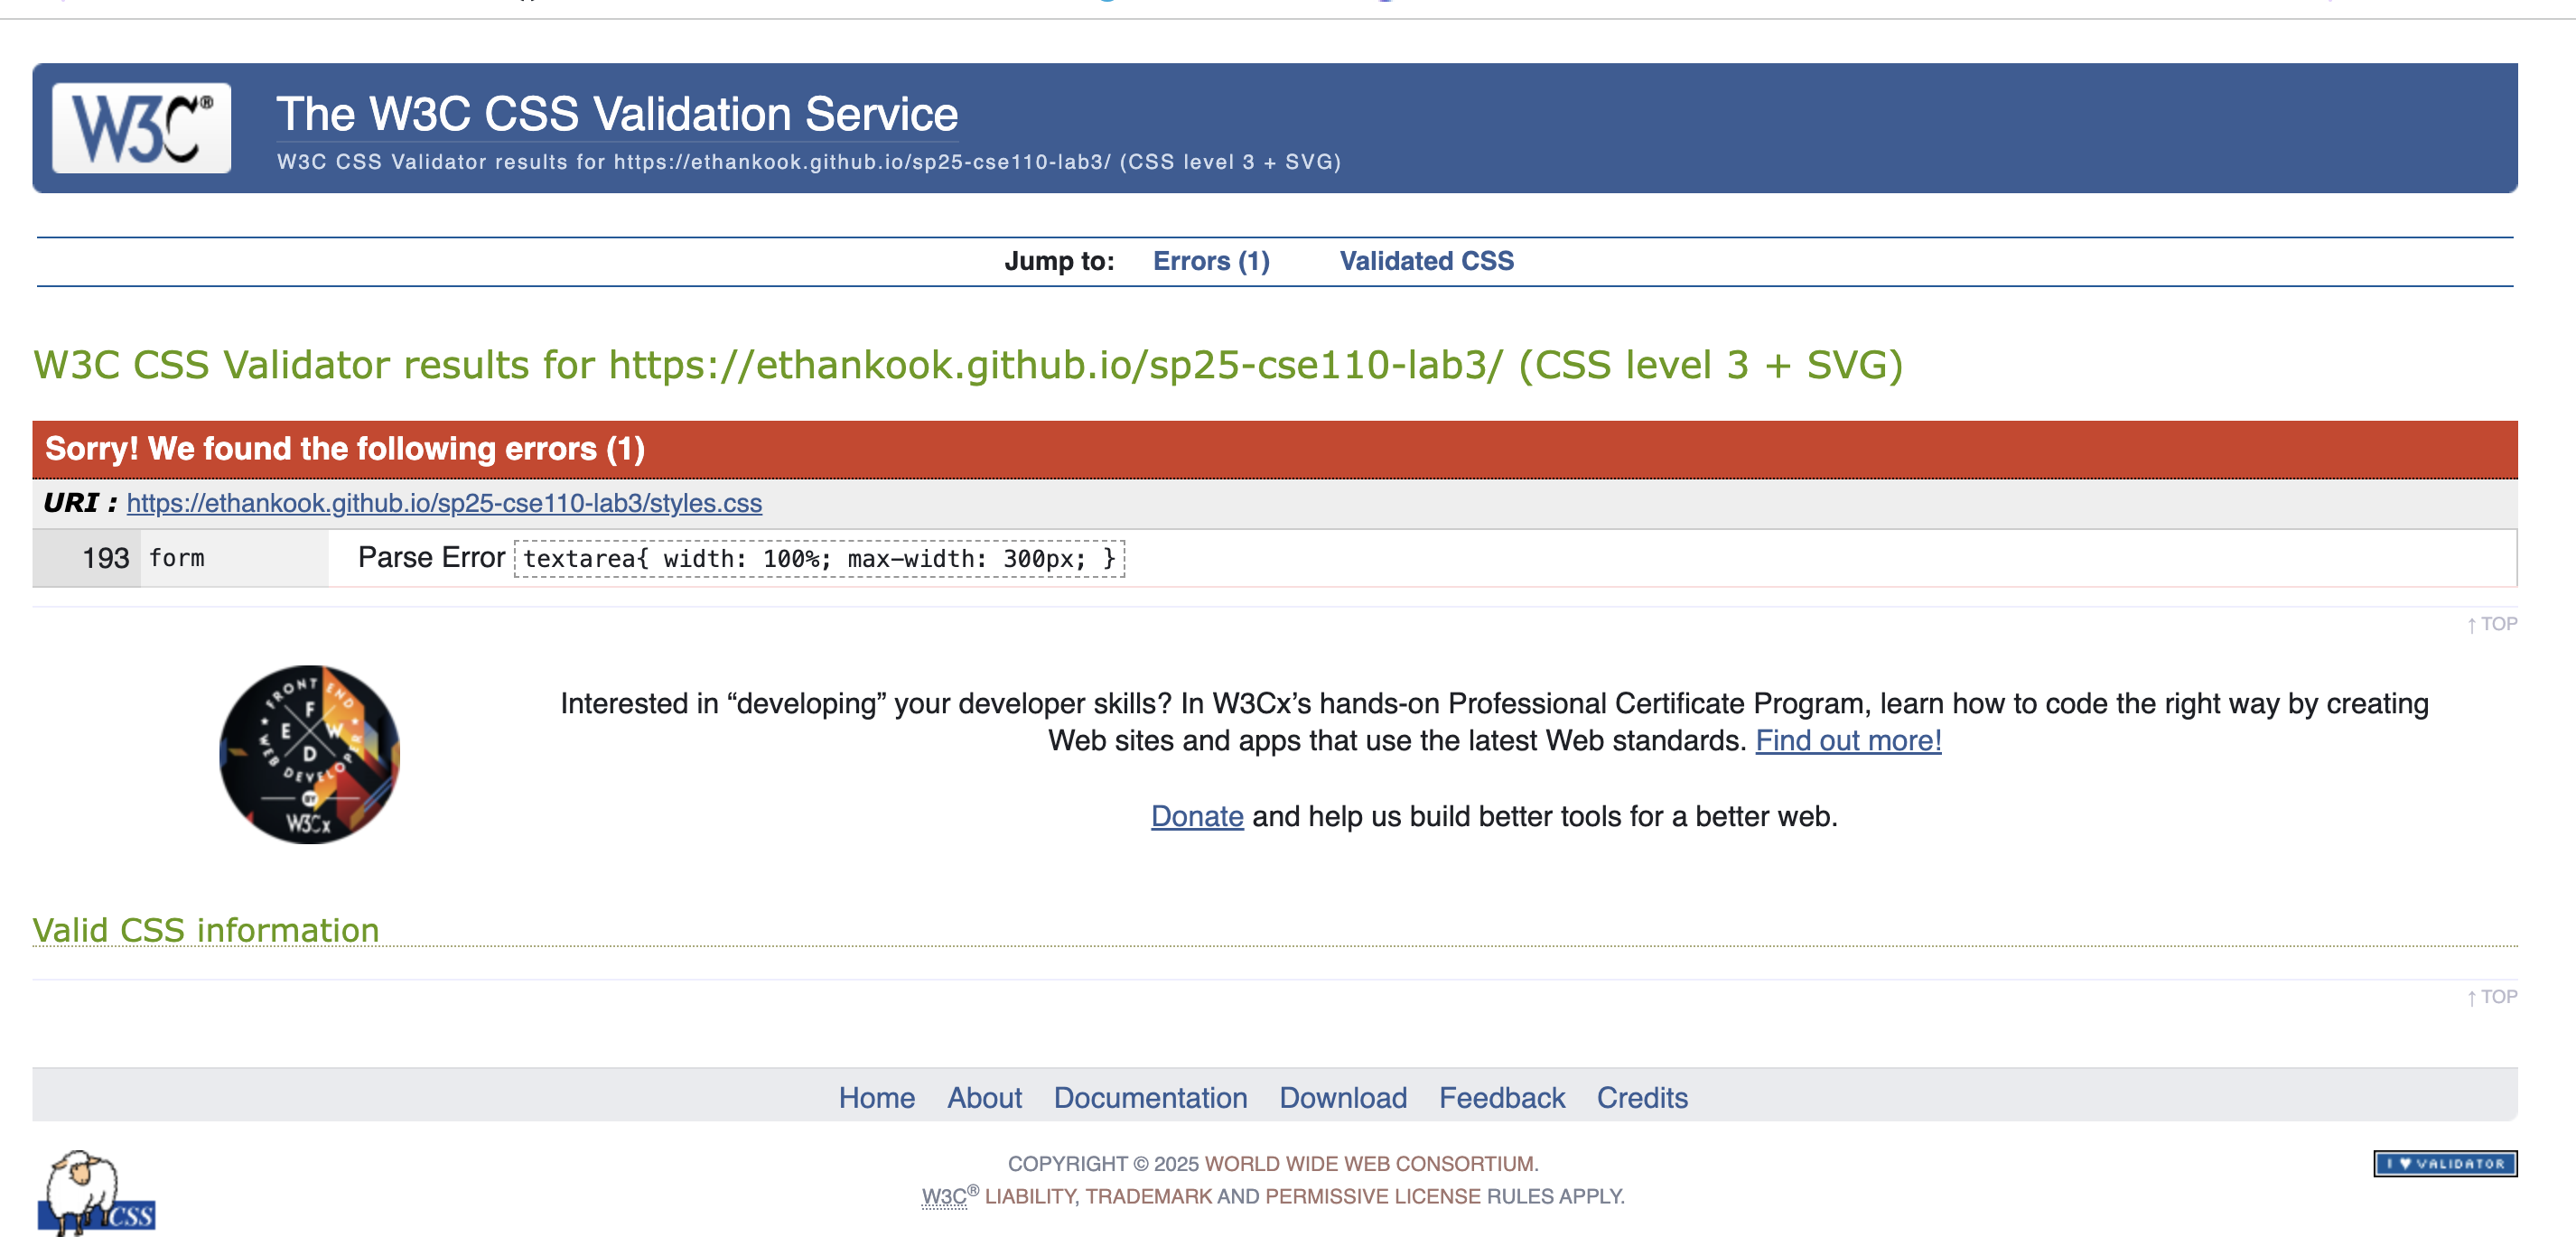 W3C®
The W3C CSS Validation Service
W3C CSS Validator results for https://ethankook.github.io/sp25-cse110-lab3/ (CSS level 3 + SVG)
Jump to: Errors (1) Validated CSS
W3C CSS Validator results for https://ethankook.github.io/sp25-cse110-lab3/ (CSS level 3 + SVG)
Sorry! We found the following errors (1)
URI : https://ethankook.github.io/sp25-cse110-lab3/styles.css
193 form Parse Error textarea{ width: 100%; max-width: 300px; }
↑ TOP
FRONT END
F
E W
D
WEB DEVELOPER
BY
W3Cx
Interested in “developing” your developer skills? In W3Cx’s hands-on Professional Certificate Program, learn how to code the right way by creating
Web sites and apps that use the latest Web standards. Find out more!
Donate and help us build better tools for a better web.
Valid CSS information
↑ TOP
Home About Documentation Download Feedback Credits
CSS
COPYRIGHT © 2025 WORLD WIDE WEB CONSORTIUM.
W3C® LIABILITY, TRADEMARK AND PERMISSIVE LICENSE RULES APPLY.
I ♥ VALIDATOR